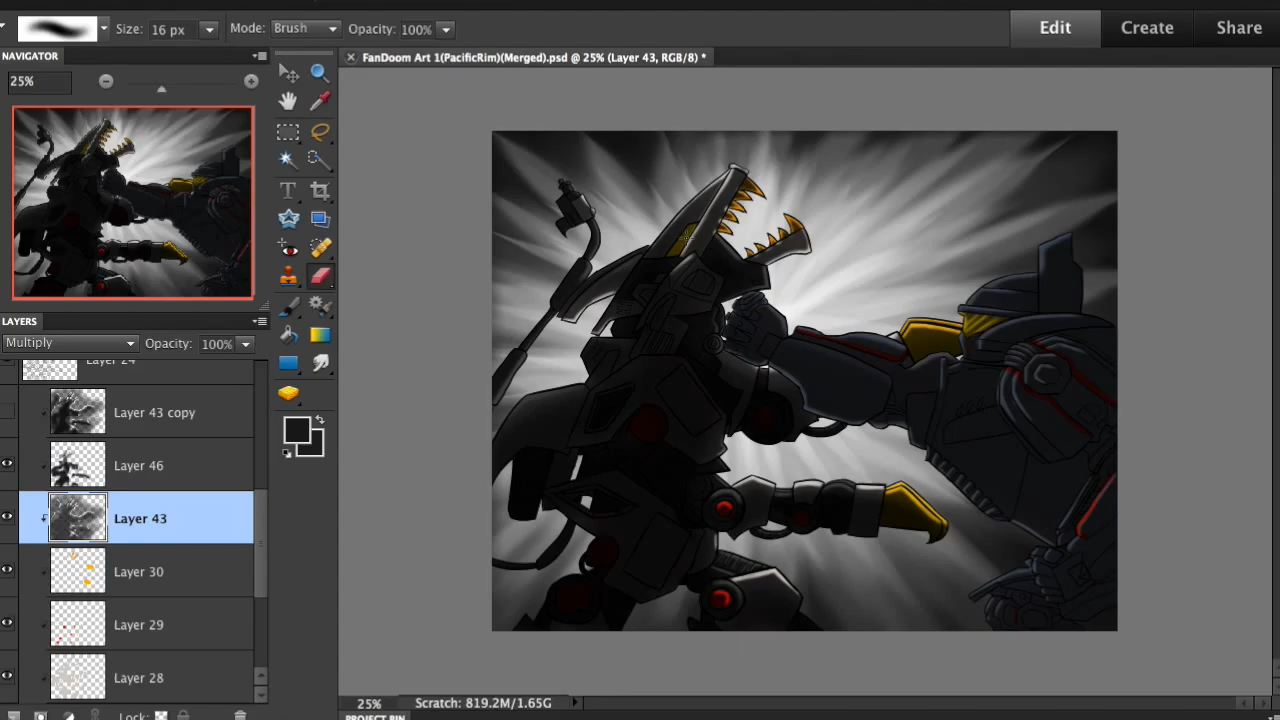 Size: 16 px Mode: Brush Opacity: 100%
Edit Create Share
NAVIGATOR
FanDoom Art 1(PacificRim)(Merged).psd @ 25% (Layer 43, RGB/8) *
25%
LAYERS
Multiply Opacity: 100%
Layer 24
Layer 43 copy
Layer 46
Layer 43
Layer 30
Layer 29
Layer 28
Lock:
25% Scratch: 819.2M/1.65G
PROJECT BIN